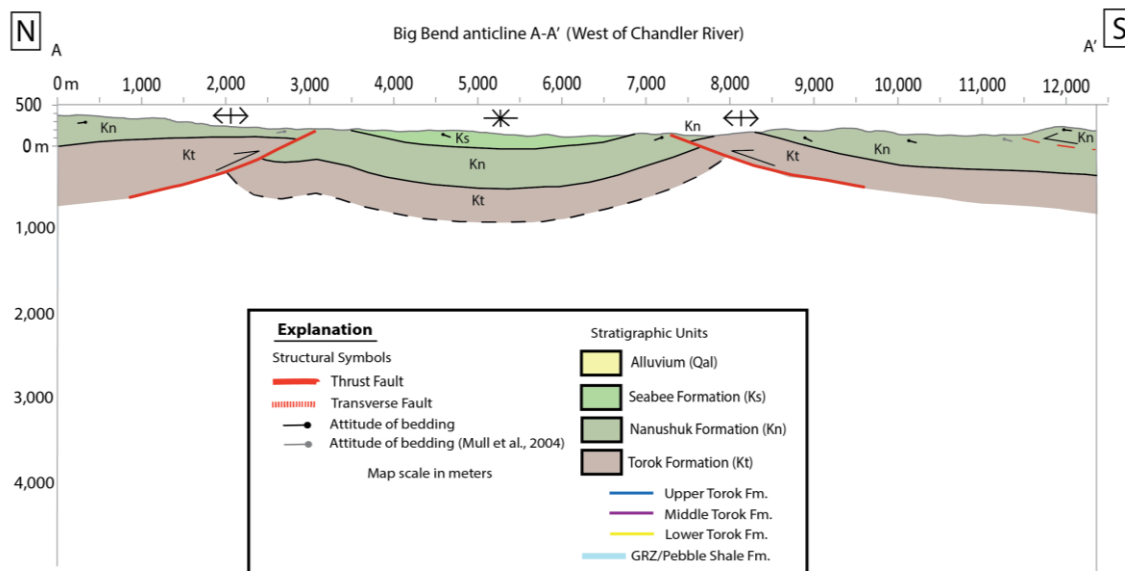 N
S
A
Big Bend anticline A-A' (West of Chandler River)
A'
0 m 1,000 2,000 3,000 4,000 5,000 6,000 7,000 8,000 9,000 10,000 11,000 12,000
500
0 m
1,000
2,000
3,000
4,000
Kn
Kt
Ks
Kn
Kt
Kn
Kt
Kn
Kn
Explanation
Structural Symbols
Thrust Fault
Transverse Fault
Attitude of bedding
Attitude of bedding (Mull et al., 2004)
Map scale in meters
Stratigraphic Units
Alluvium (Qal)
Seabee Formation (Ks)
Nanushuk Formation (Kn)
Torok Formation (Kt)
Upper Torok Fm.
Middle Torok Fm.
Lower Torok Fm.
GRZ/Pebble Shale Fm.